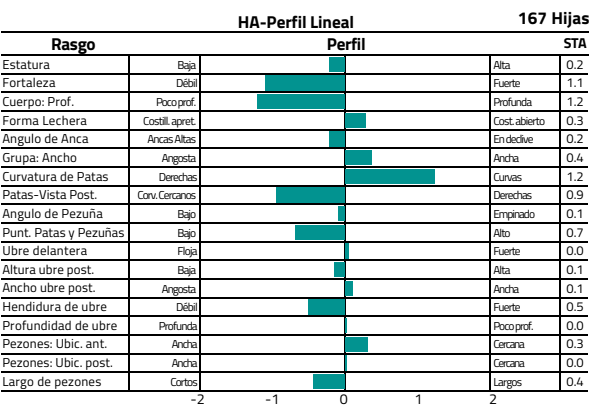 HA-Perfil Lineal 167 Hijas
Rasgo Perfil STA
Estatura Baja Alta 0.2
Fortaleza Débil Fuerte 1.1
Cuerpo: Prof. Poco prof. Profunda 1.2
Forma Lechera Costill. apret. Cost. abierto 0.3
Angulo de Anca Ancas Altas En declive 0.2
Grupa: Ancho Angosta Ancha 0.4
Curvatura de Patas Derechas Curvas 1.2
Patas-Vista Post. Corv. Cercanos Derechas 0.9
Angulo de Pezuña Bajo Empinado 0.1
Punt. Patas y Pezuñas Bajo Alto 0.7
Ubre delantera Floja Fuerte 0.0
Altura ubre post. Baja Alta 0.1
Ancho ubre post. Angosta Ancha 0.1
Hendidura de ubre Débil Fuerte 0.5
Profundidad de ubre Profunda Poco prof. 0.0
Pezones: Ubic. ant. Ancha Cercana 0.3
Pezones: Ubic. post. Ancha Cercana 0.0
Largo de pezones Cortos Largos 0.4
-2 -1 0 1 2